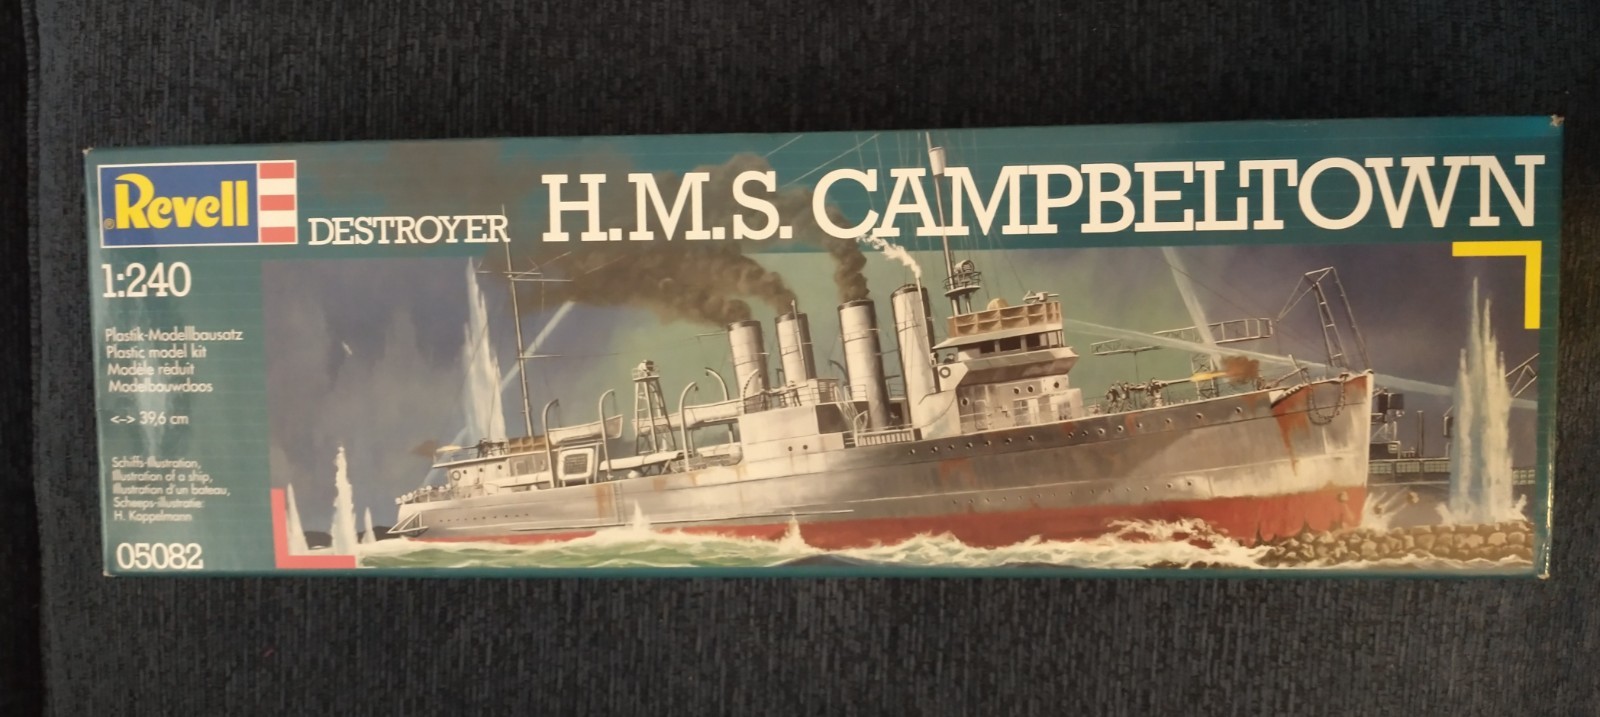 ®Revell
DESTROYER H.M.S. CAMPBELTOWN
1:240
Plastik-Modellbausatz
Plastic model kit
Modèle réduit
Modelbouwdoos
<-> 39,6 cm
Schiffs-Illustration,
Illustration of a ship,
Illustration d'un bateau,
Scheeps-illustratie:
H. Koppelmann
05082